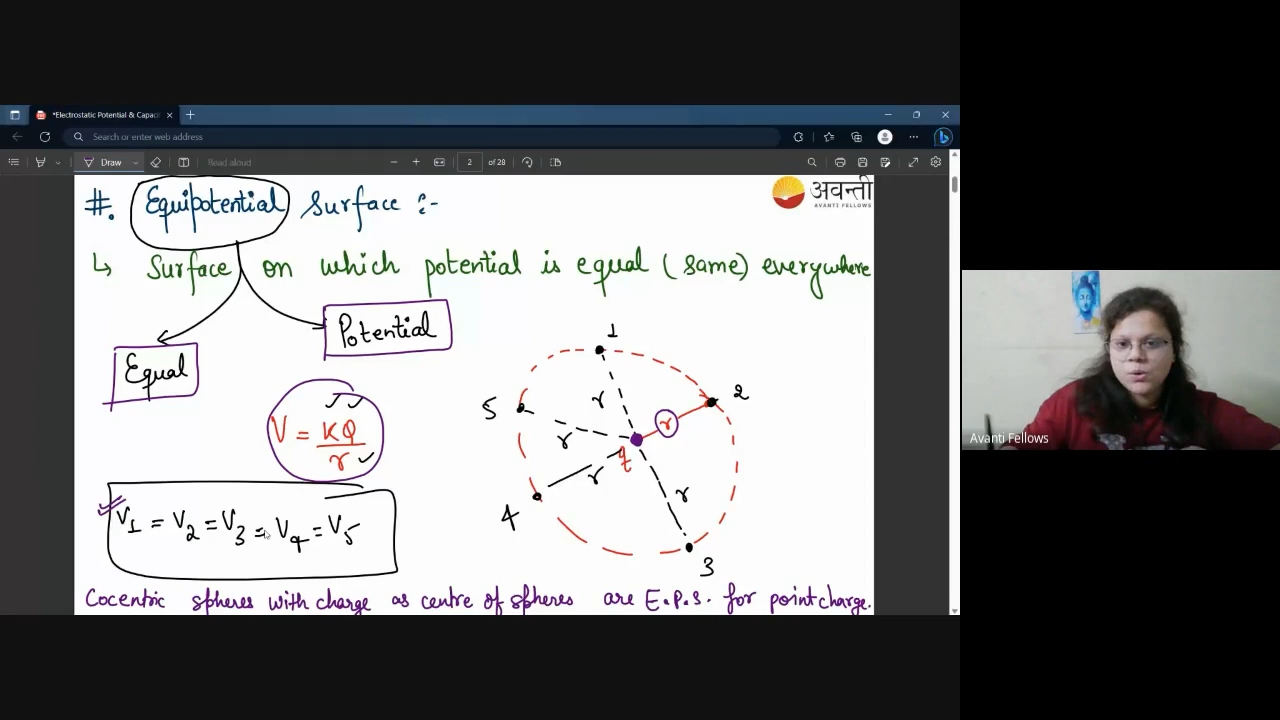 *Electrostatic Potential & Capac
Search or enter web address
Draw
Read aloud
2 of 28
#. Equipotential Surface :-
अवन्ती
AVANTI FELLOWS
↳ Surface on which potential is equal (same) everywhere
Potential
Equal
V = KQ
r
V1 = V2 = V3 = V4 = V5
1
2
3
4
5
r
r
r
r
r
q
Cocentric spheres with charge as centre of spheres are E.P.S. for point charge.
Avanti Fellows